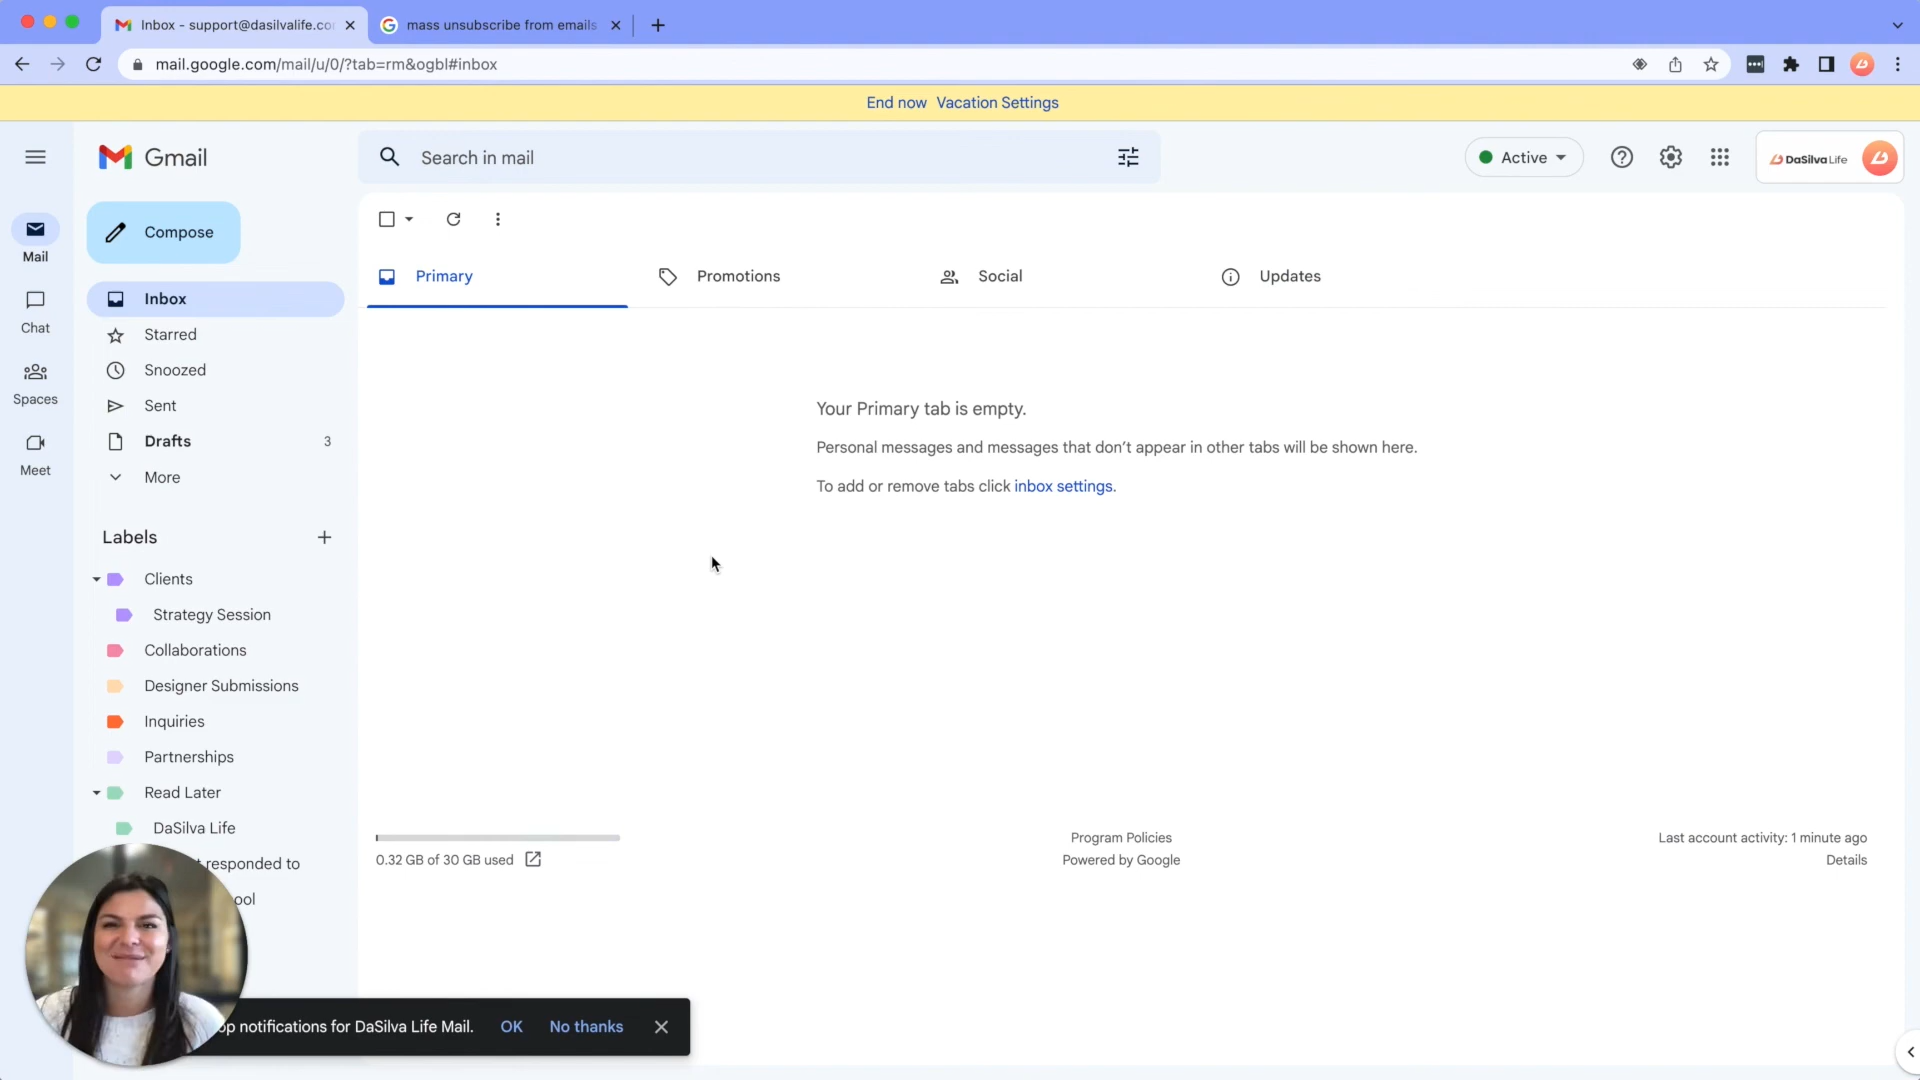 Inbox - support@dasilvalife.co
mass unsubscribe from emails
mail.google.com/mail/u/0/?tab=rm&ogbl#inbox
End now Vacation Settings
Gmail
Search in mail
Active
DaSilva Life
Compose
Mail
Chat
Spaces
Meet
Inbox
Starred
Snoozed
Sent
Drafts 3
More
Labels
Clients
Strategy Session
Collaborations
Designer Submissions
Inquiries
Partnerships
Read Later
DaSilva Life
responded to
ool
Primary
Promotions
Social
Updates
Your Primary tab is empty.
Personal messages and messages that don’t appear in other tabs will be shown here.
To add or remove tabs click inbox settings.
0.32 GB of 30 GB used
Program Policies
Powered by Google
Last account activity: 1 minute ago
Details
op notifications for DaSilva Life Mail. OK No thanks